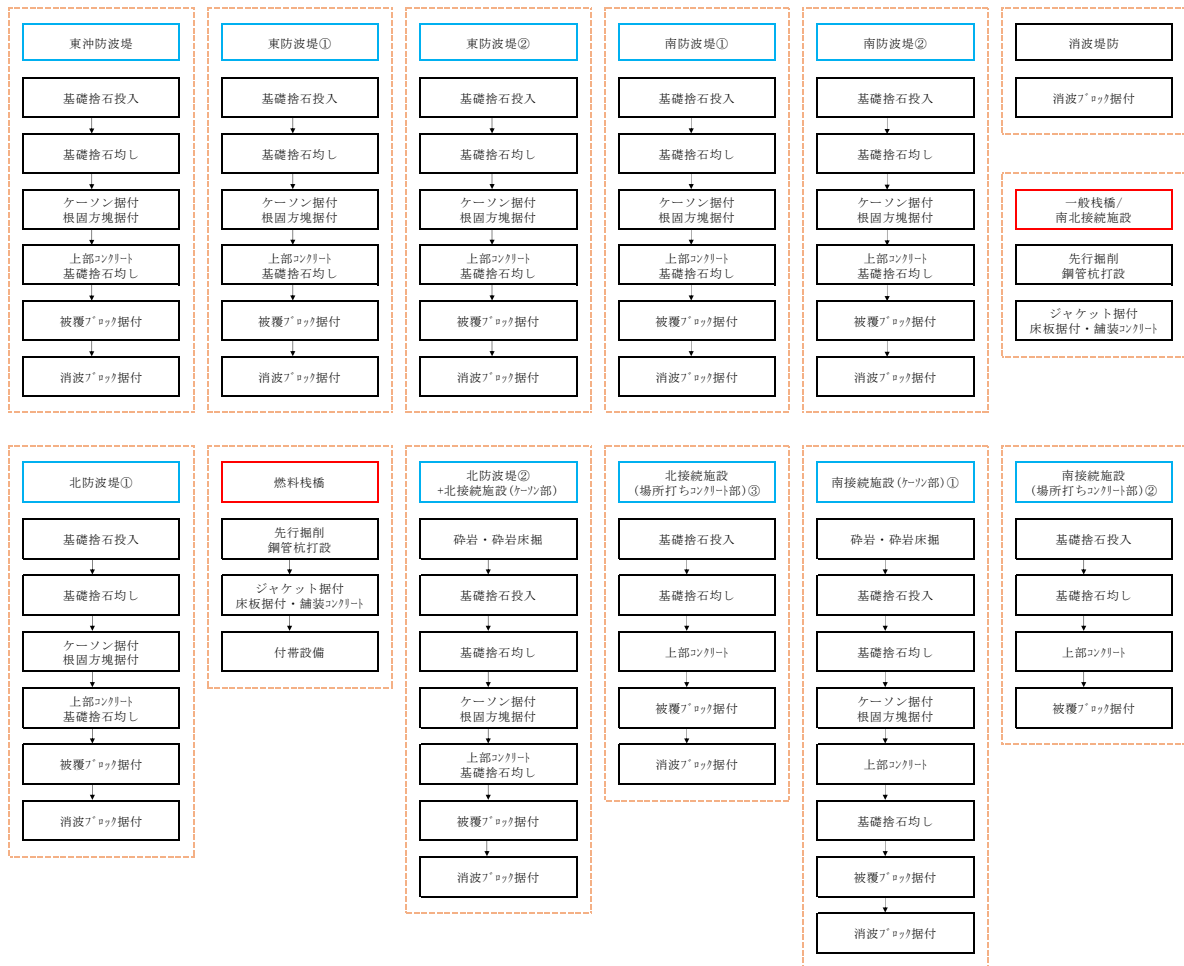 東沖防波堤
基礎捨石投入
基礎捨石均し
ケーソン据付
根固方塊据付
上部ｺﾝｸﾘｰﾄ
基礎捨石均し
被覆ﾌﾞﾛｯｸ据付
消波ﾌﾞﾛｯｸ据付
東防波堤①
基礎捨石投入
基礎捨石均し
ケーソン据付
根固方塊据付
上部ｺﾝｸﾘｰﾄ
基礎捨石均し
被覆ﾌﾞﾛｯｸ据付
消波ﾌﾞﾛｯｸ据付
東防波堤②
基礎捨石投入
基礎捨石均し
ケーソン据付
根固方塊据付
上部ｺﾝｸﾘｰﾄ
基礎捨石均し
被覆ﾌﾞﾛｯｸ据付
消波ﾌﾞﾛｯｸ据付
南防波堤①
基礎捨石投入
基礎捨石均し
ケーソン据付
根固方塊据付
上部ｺﾝｸﾘｰﾄ
基礎捨石均し
被覆ﾌﾞﾛｯｸ据付
消波ﾌﾞﾛｯｸ据付
南防波堤②
基礎捨石投入
基礎捨石均し
ケーソン据付
根固方塊据付
上部ｺﾝｸﾘｰﾄ
基礎捨石均し
被覆ﾌﾞﾛｯｸ据付
消波ﾌﾞﾛｯｸ据付
消波堤防
消波ﾌﾞﾛｯｸ据付
一般桟橋/
南北接続施設
先行掘削
鋼管杭打設
ジャケット据付
床板据付・舗装ｺﾝｸﾘｰﾄ
北防波堤①
基礎捨石投入
基礎捨石均し
ケーソン据付
根固方塊据付
上部ｺﾝｸﾘｰﾄ
基礎捨石均し
被覆ﾌﾞﾛｯｸ据付
消波ﾌﾞﾛｯｸ据付
燃料桟橋
先行掘削
鋼管杭打設
ジャケット据付
床板据付・舗装ｺﾝｸﾘｰﾄ
付帯設備
北防波堤②
+北接続施設(ｹｰｿﾝ部)
砕岩・砕岩床掘
基礎捨石投入
基礎捨石均し
ケーソン据付
根固方塊据付
上部ｺﾝｸﾘｰﾄ
基礎捨石均し
被覆ﾌﾞﾛｯｸ据付
消波ﾌﾞﾛｯｸ据付
北接続施設
(場所打ちｺﾝｸﾘｰﾄ部)③
基礎捨石投入
基礎捨石均し
上部ｺﾝｸﾘｰﾄ
被覆ﾌﾞﾛｯｸ据付
消波ﾌﾞﾛｯｸ据付
南接続施設(ｹｰｿﾝ部)①
砕岩・砕岩床掘
基礎捨石投入
基礎捨石均し
ケーソン据付
根固方塊据付
上部ｺﾝｸﾘｰﾄ
基礎捨石均し
被覆ﾌﾞﾛｯｸ据付
消波ﾌﾞﾛｯｸ据付
南接続施設
(場所打ちｺﾝｸﾘｰﾄ部)②
基礎捨石投入
基礎捨石均し
上部ｺﾝｸﾘｰﾄ
被覆ﾌﾞﾛｯｸ据付